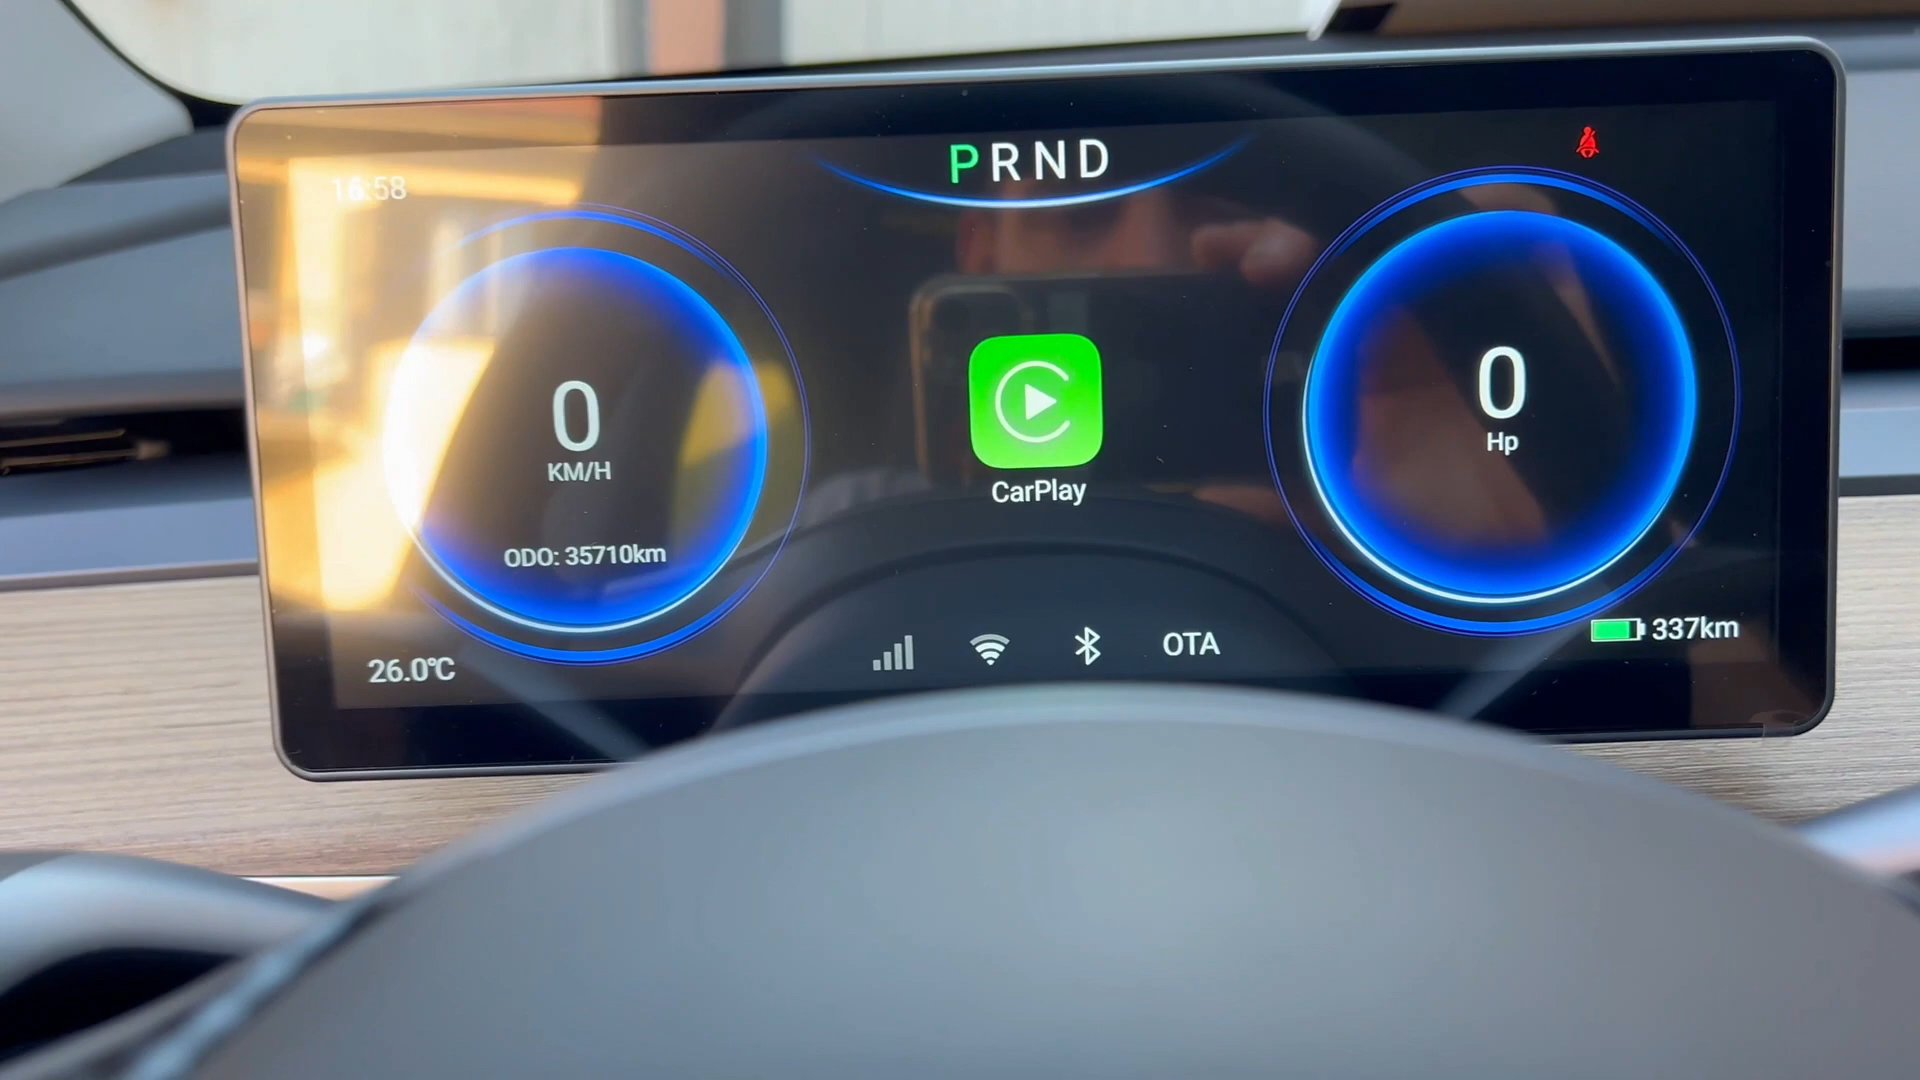 PRND
16:58
0
KM/H
ODO: 35710km
CarPlay
0
Hp
26.0℃
OTA
337km